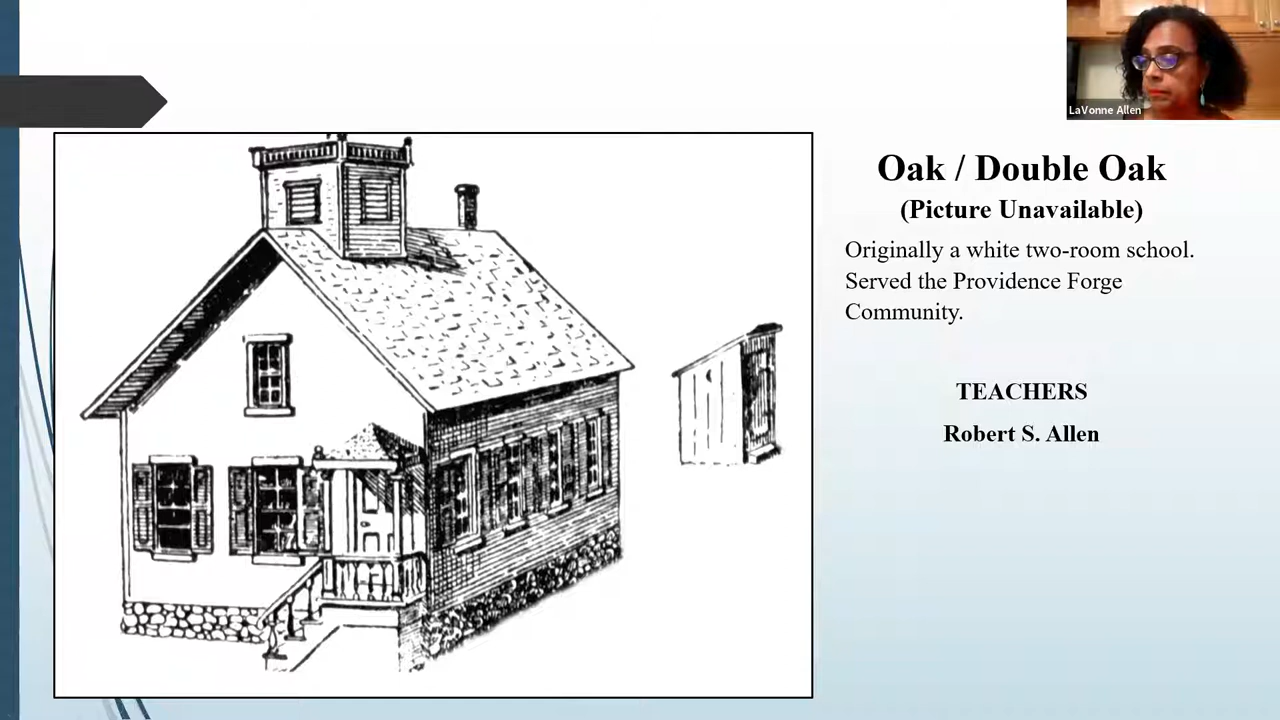 LaVonne Allen
Oak / Double Oak
(Picture Unavailable)
Originally a white two-room school.
Served the Providence Forge
Community.
TEACHERS
Robert S. Allen